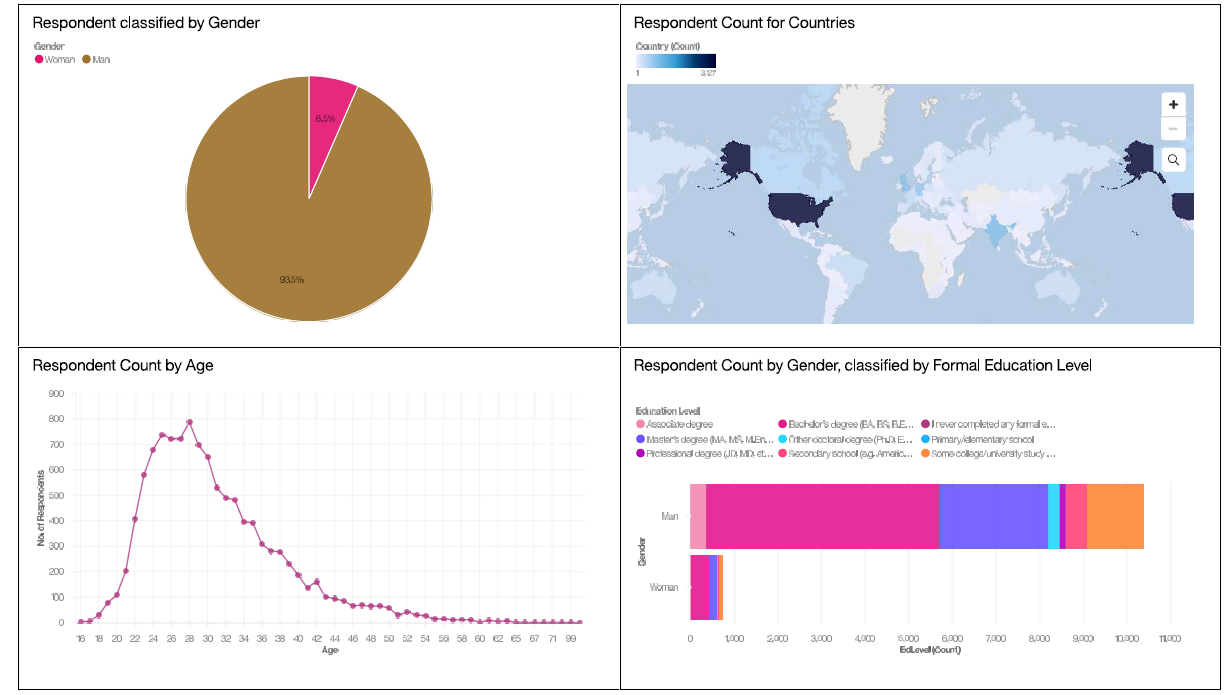 Respondent classified by Gender
Gender
Woman Man
6.5%
93.5%
Respondent Count for Countries
Country (Count)
1 3,127
+
−
Respondent Count by Age
No. of Respondents
900
800
700
600
500
400
300
200
100
0
16 18 20 22 24 26 28 30 32 34 36 38 40 42 44 46 48 50 52 54 56 58 60 62 65 67 71 99
Age
Respondent Count by Gender, classified by Formal Education Level
Education Level
Associate degree Bachelor's degree (BA, BS, B.E... I never completed any formal e...
Master's degree (MA, MS, M.En... Other doctoral degree (Ph.D, E... Primary/elementary school
Professional degree (JD, MD, et... Secondary school (e.g. Americ... Some college/university study ...
Gender
Man
Woman
0 1,000 2,000 3,000 4,000 5,000 6,000 7,000 8,000 9,000 10,000 11,000
EdLevel (Count)